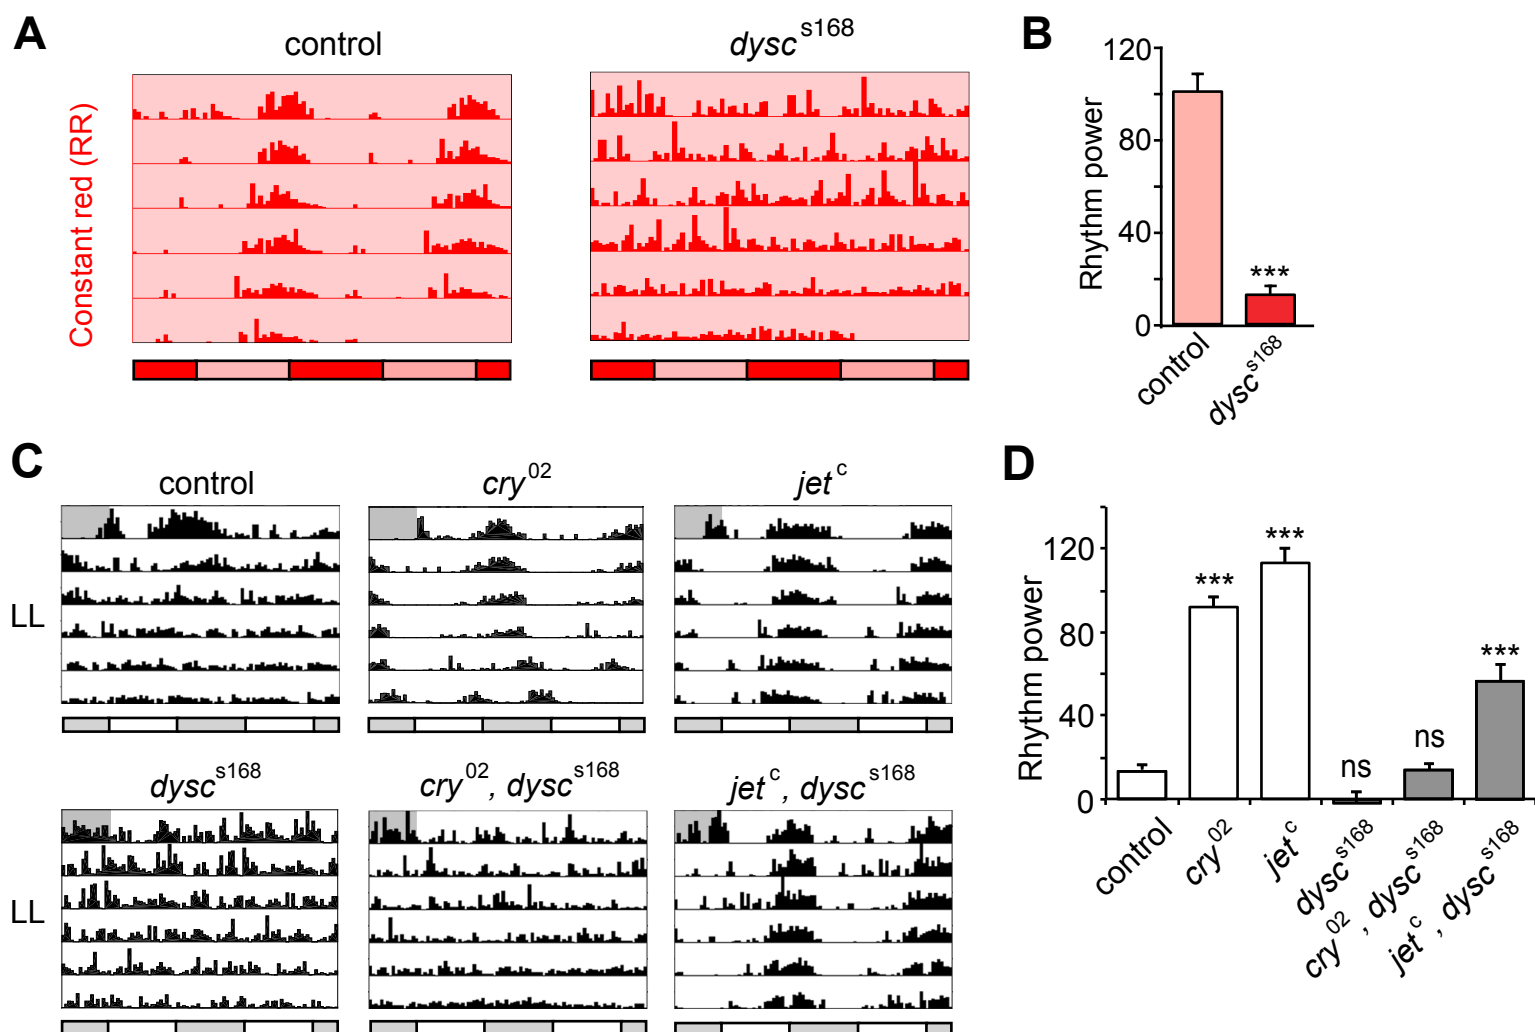 A
control
dysc s168
Constant red (RR)
B
120
80
40
0
Rhythm power
***
control
dysc s168
C
control
cry 02
jet c
LL
dysc s168
cry 02, dysc s168
jet c, dysc s168
LL
D
120
80
40
0
Rhythm power
***
***
ns
ns
***
control
cry 02
jet c
dysc s168
cry 02, dysc s168
jet c, dysc s168